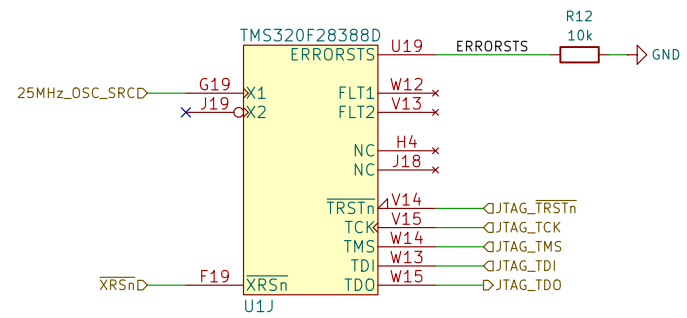 R12
10k
TMS320F28388D
ERRORSTS
U19
ERRORSTS
GND
25MHz_OSC_SRC
G19
X1
J19
X2
FLT1
W12
FLT2
V13
NC
H4
NC
J18
TRSTn
V14
JTAG_TRSTn
TCK
V15
JTAG_TCK
TMS
W14
JTAG_TMS
TDI
W13
JTAG_TDI
XRSn
F19
XRSn
TDO
W15
JTAG_TDO
U1J